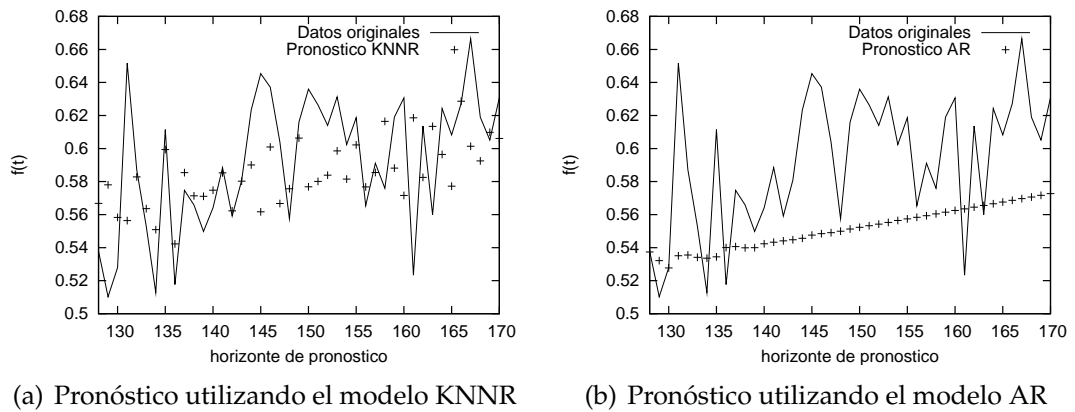 0.68
0.66
0.64
0.62
0.6
0.58
0.56
0.54
0.52
0.5
f(t)
Datos originales
Pronostico KNNR
130 135 140 145 150 155 160 165 170
horizonte de pronostico
(a) Pronóstico utilizando el modelo KNNR
0.68
0.66
0.64
0.62
0.6
0.58
0.56
0.54
0.52
0.5
f(t)
Datos originales
Pronostico AR
130 135 140 145 150 155 160 165 170
horizonte de pronostico
(b) Pronóstico utilizando el modelo AR